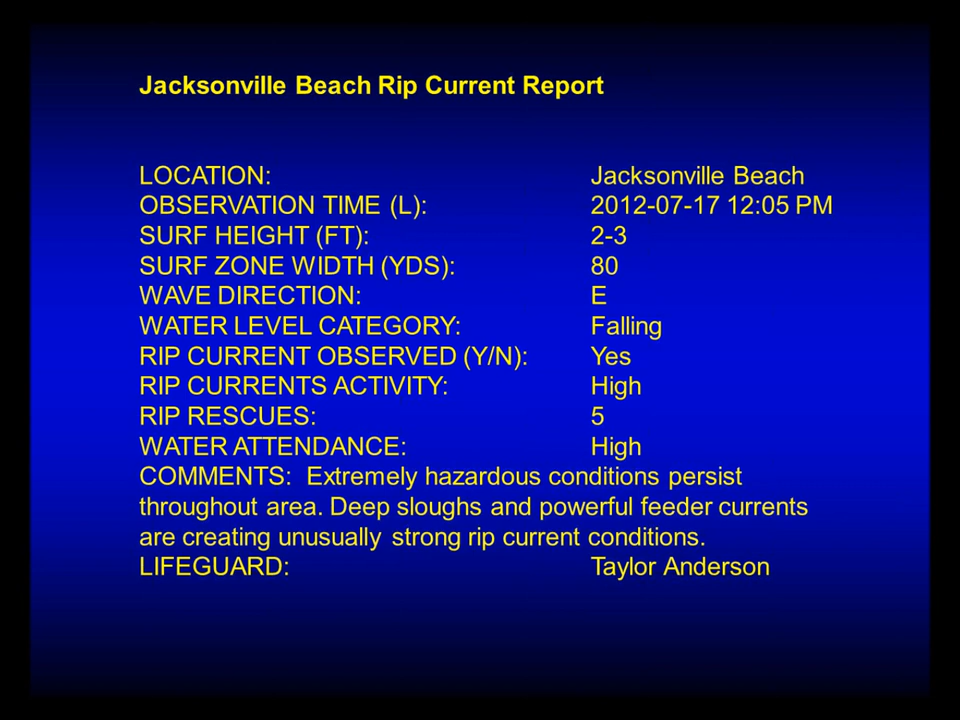 Jacksonville Beach Rip Current Report
LOCATION: Jacksonville Beach
OBSERVATION TIME (L): 2012-07-17 12:05 PM
SURF HEIGHT (FT): 2-3
SURF ZONE WIDTH (YDS): 80
WAVE DIRECTION: E
WATER LEVEL CATEGORY: Falling
RIP CURRENT OBSERVED (Y/N): Yes
RIP CURRENTS ACTIVITY: High
RIP RESCUES: 5
WATER ATTENDANCE: High
COMMENTS: Extremely hazardous conditions persist
throughout area. Deep sloughs and powerful feeder currents
are creating unusually strong rip current conditions.
LIFEGUARD: Taylor Anderson